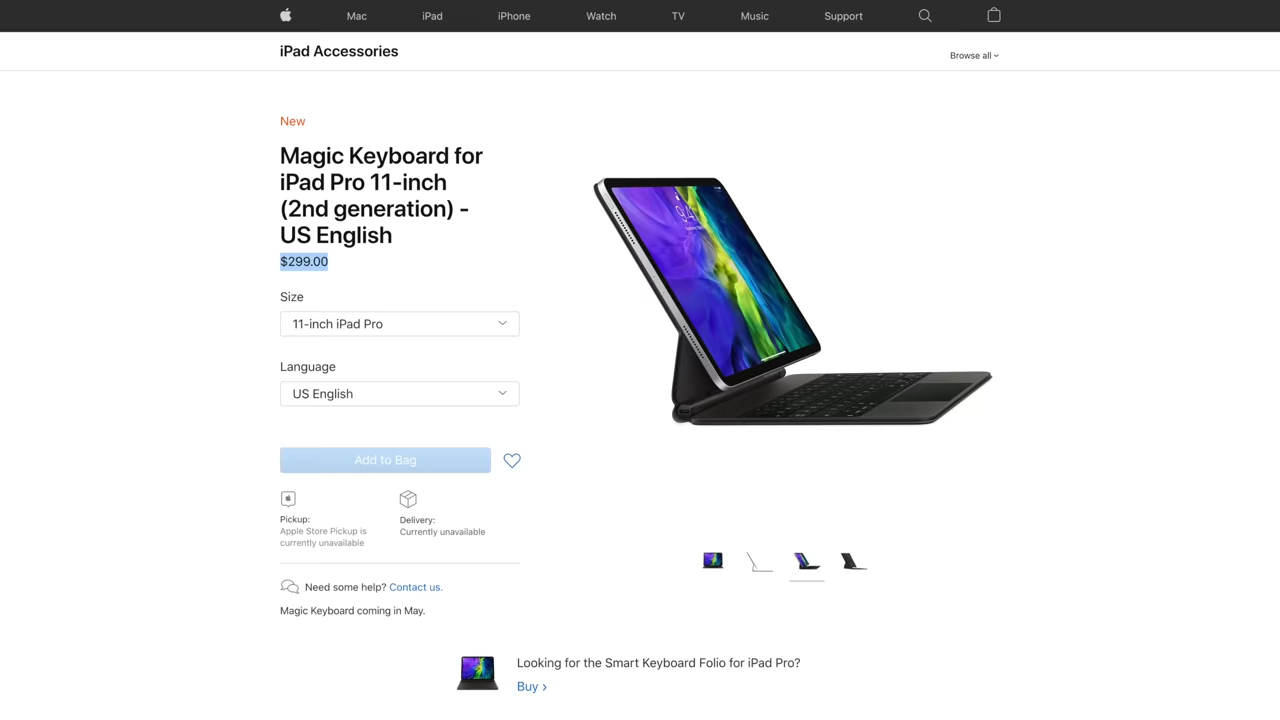 Mac iPad iPhone Watch TV Music Support
iPad Accessories
Browse all
New
Magic Keyboard for
iPad Pro 11-inch
(2nd generation) -
US English
$299.00
Size
11-inch iPad Pro
Language
US English
Add to Bag
Pickup:
Apple Store Pickup is
currently unavailable
Delivery:
Currently unavailable
Need some help? Contact us.
Magic Keyboard coming in May.
Looking for the Smart Keyboard Folio for iPad Pro?
Buy
9:41